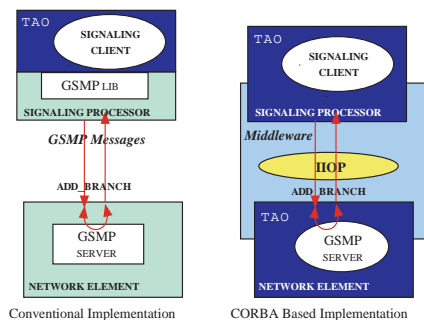 TAO
SIGNALING
CLIENT
GSMP LIB
SIGNALING PROCESSOR
GSMP Messages
ADD_BRANCH
GSMP
SERVER
NETWORK ELEMENT
Conventional Implementation
TAO
SIGNALING
CLIENT
SIGNALING PROCESSOR
Middleware
IIOP
ADD_BRANCH
TAO
GSMP
SERVER
NETWORK ELEMENT
CORBA Based Implementation